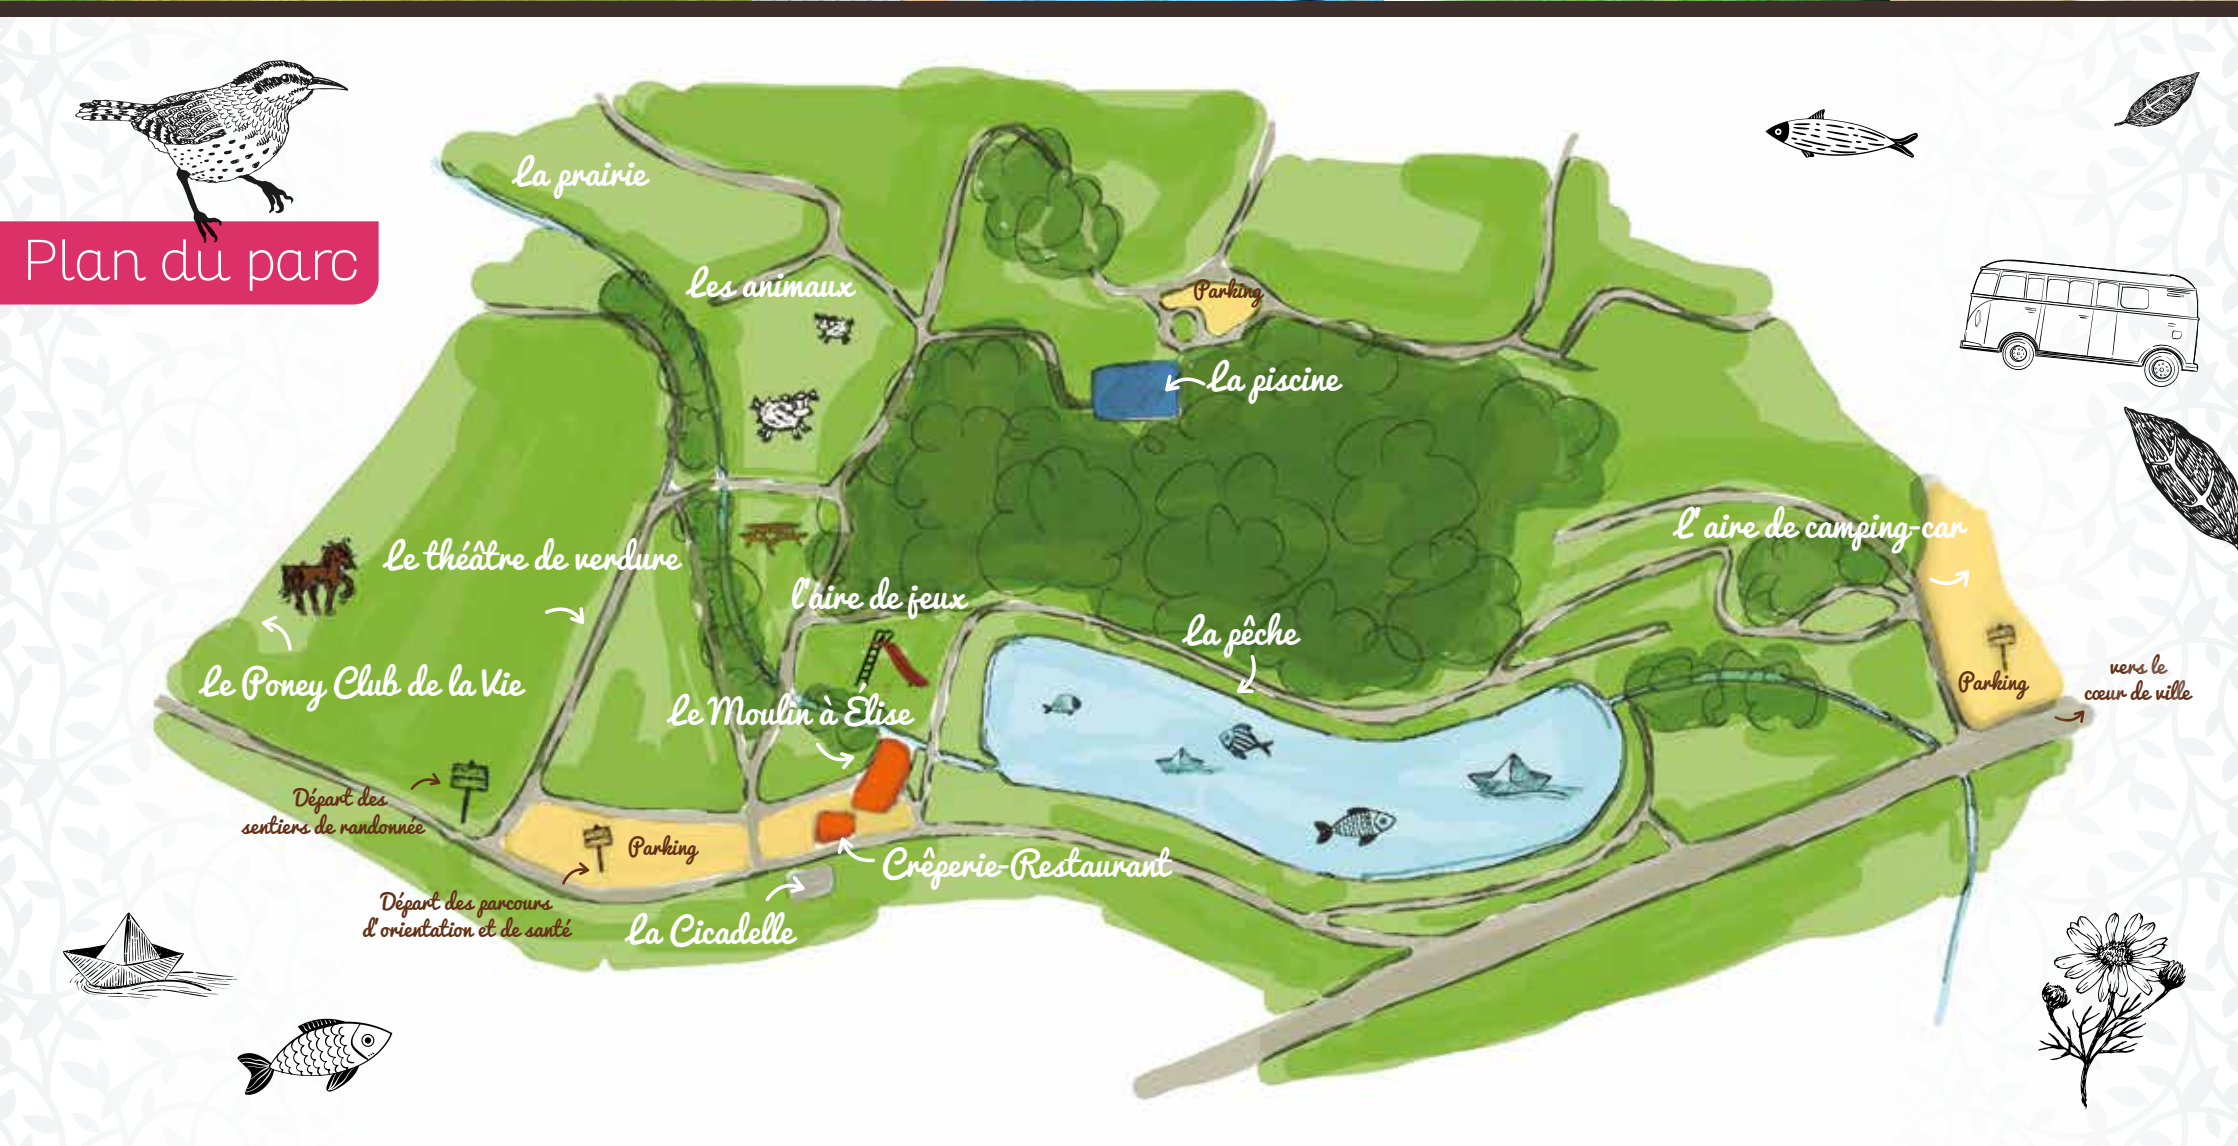 Plan du parc
La prairie
Les animaux
Parking
La piscine
L'aire de camping-car
Le théâtre de verdure
l'aire de jeux
La pêche
Le Poney Club de la Vie
Le Moulin à Élise
Parking
vers le
cœur de ville
Départ des
sentiers de randonnée
Parking
Crêperie-Restaurant
Départ des parcours
d'orientation et de santé
La Cicadelle